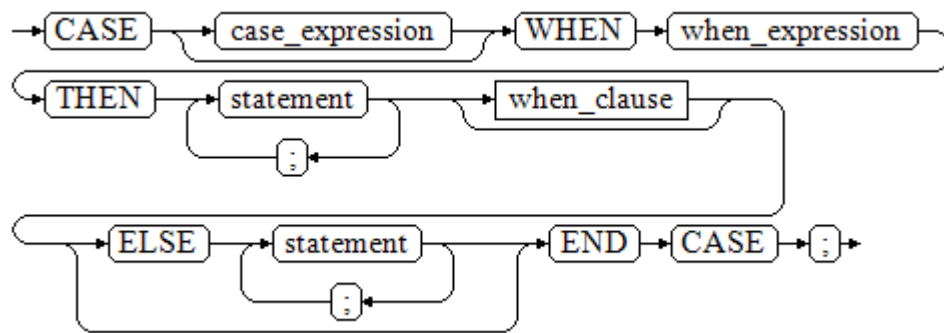 CASE case_expression WHEN when_expression
THEN statement when_clause
;
ELSE statement END CASE ;
;